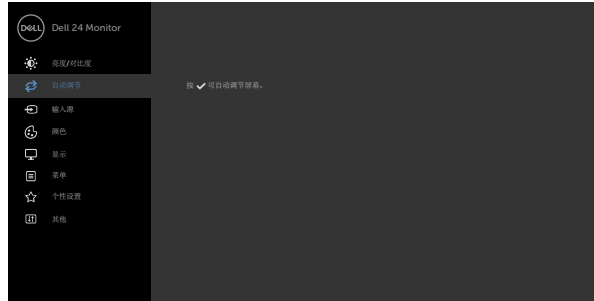 DELL
Dell 24 Monitor
亮度/对比度
自动调节
按 ✓ 可自动调节屏幕。
输入源
颜色
显示
菜单
个性设置
其他